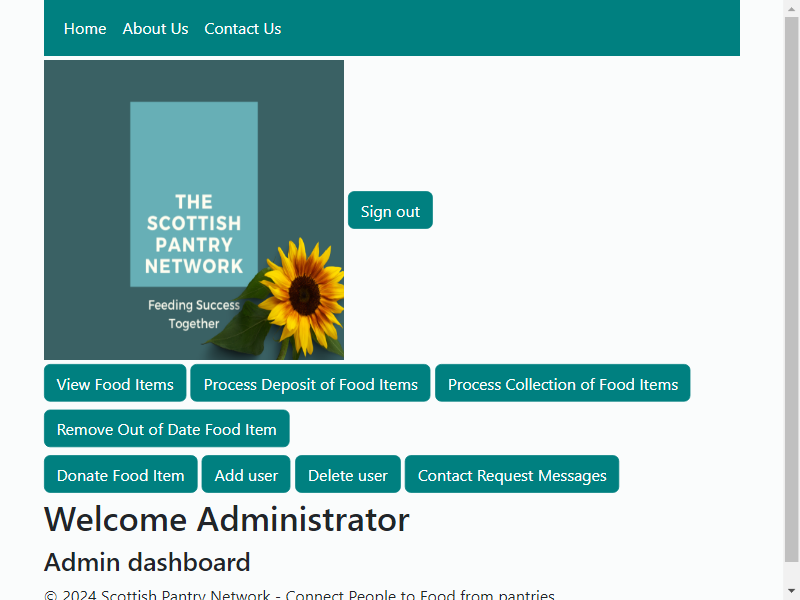 Home About Us Contact Us
THE
SCOTTISH
PANTRY
NETWORK
Feeding Success
Together
Sign out
View Food Items Process Deposit of Food Items Process Collection of Food Items
Remove Out of Date Food Item
Donate Food Item Add user Delete user Contact Request Messages
Welcome Administrator
Admin dashboard
© 2024 Scottish Pantry Network - Connect People to Food from pantries